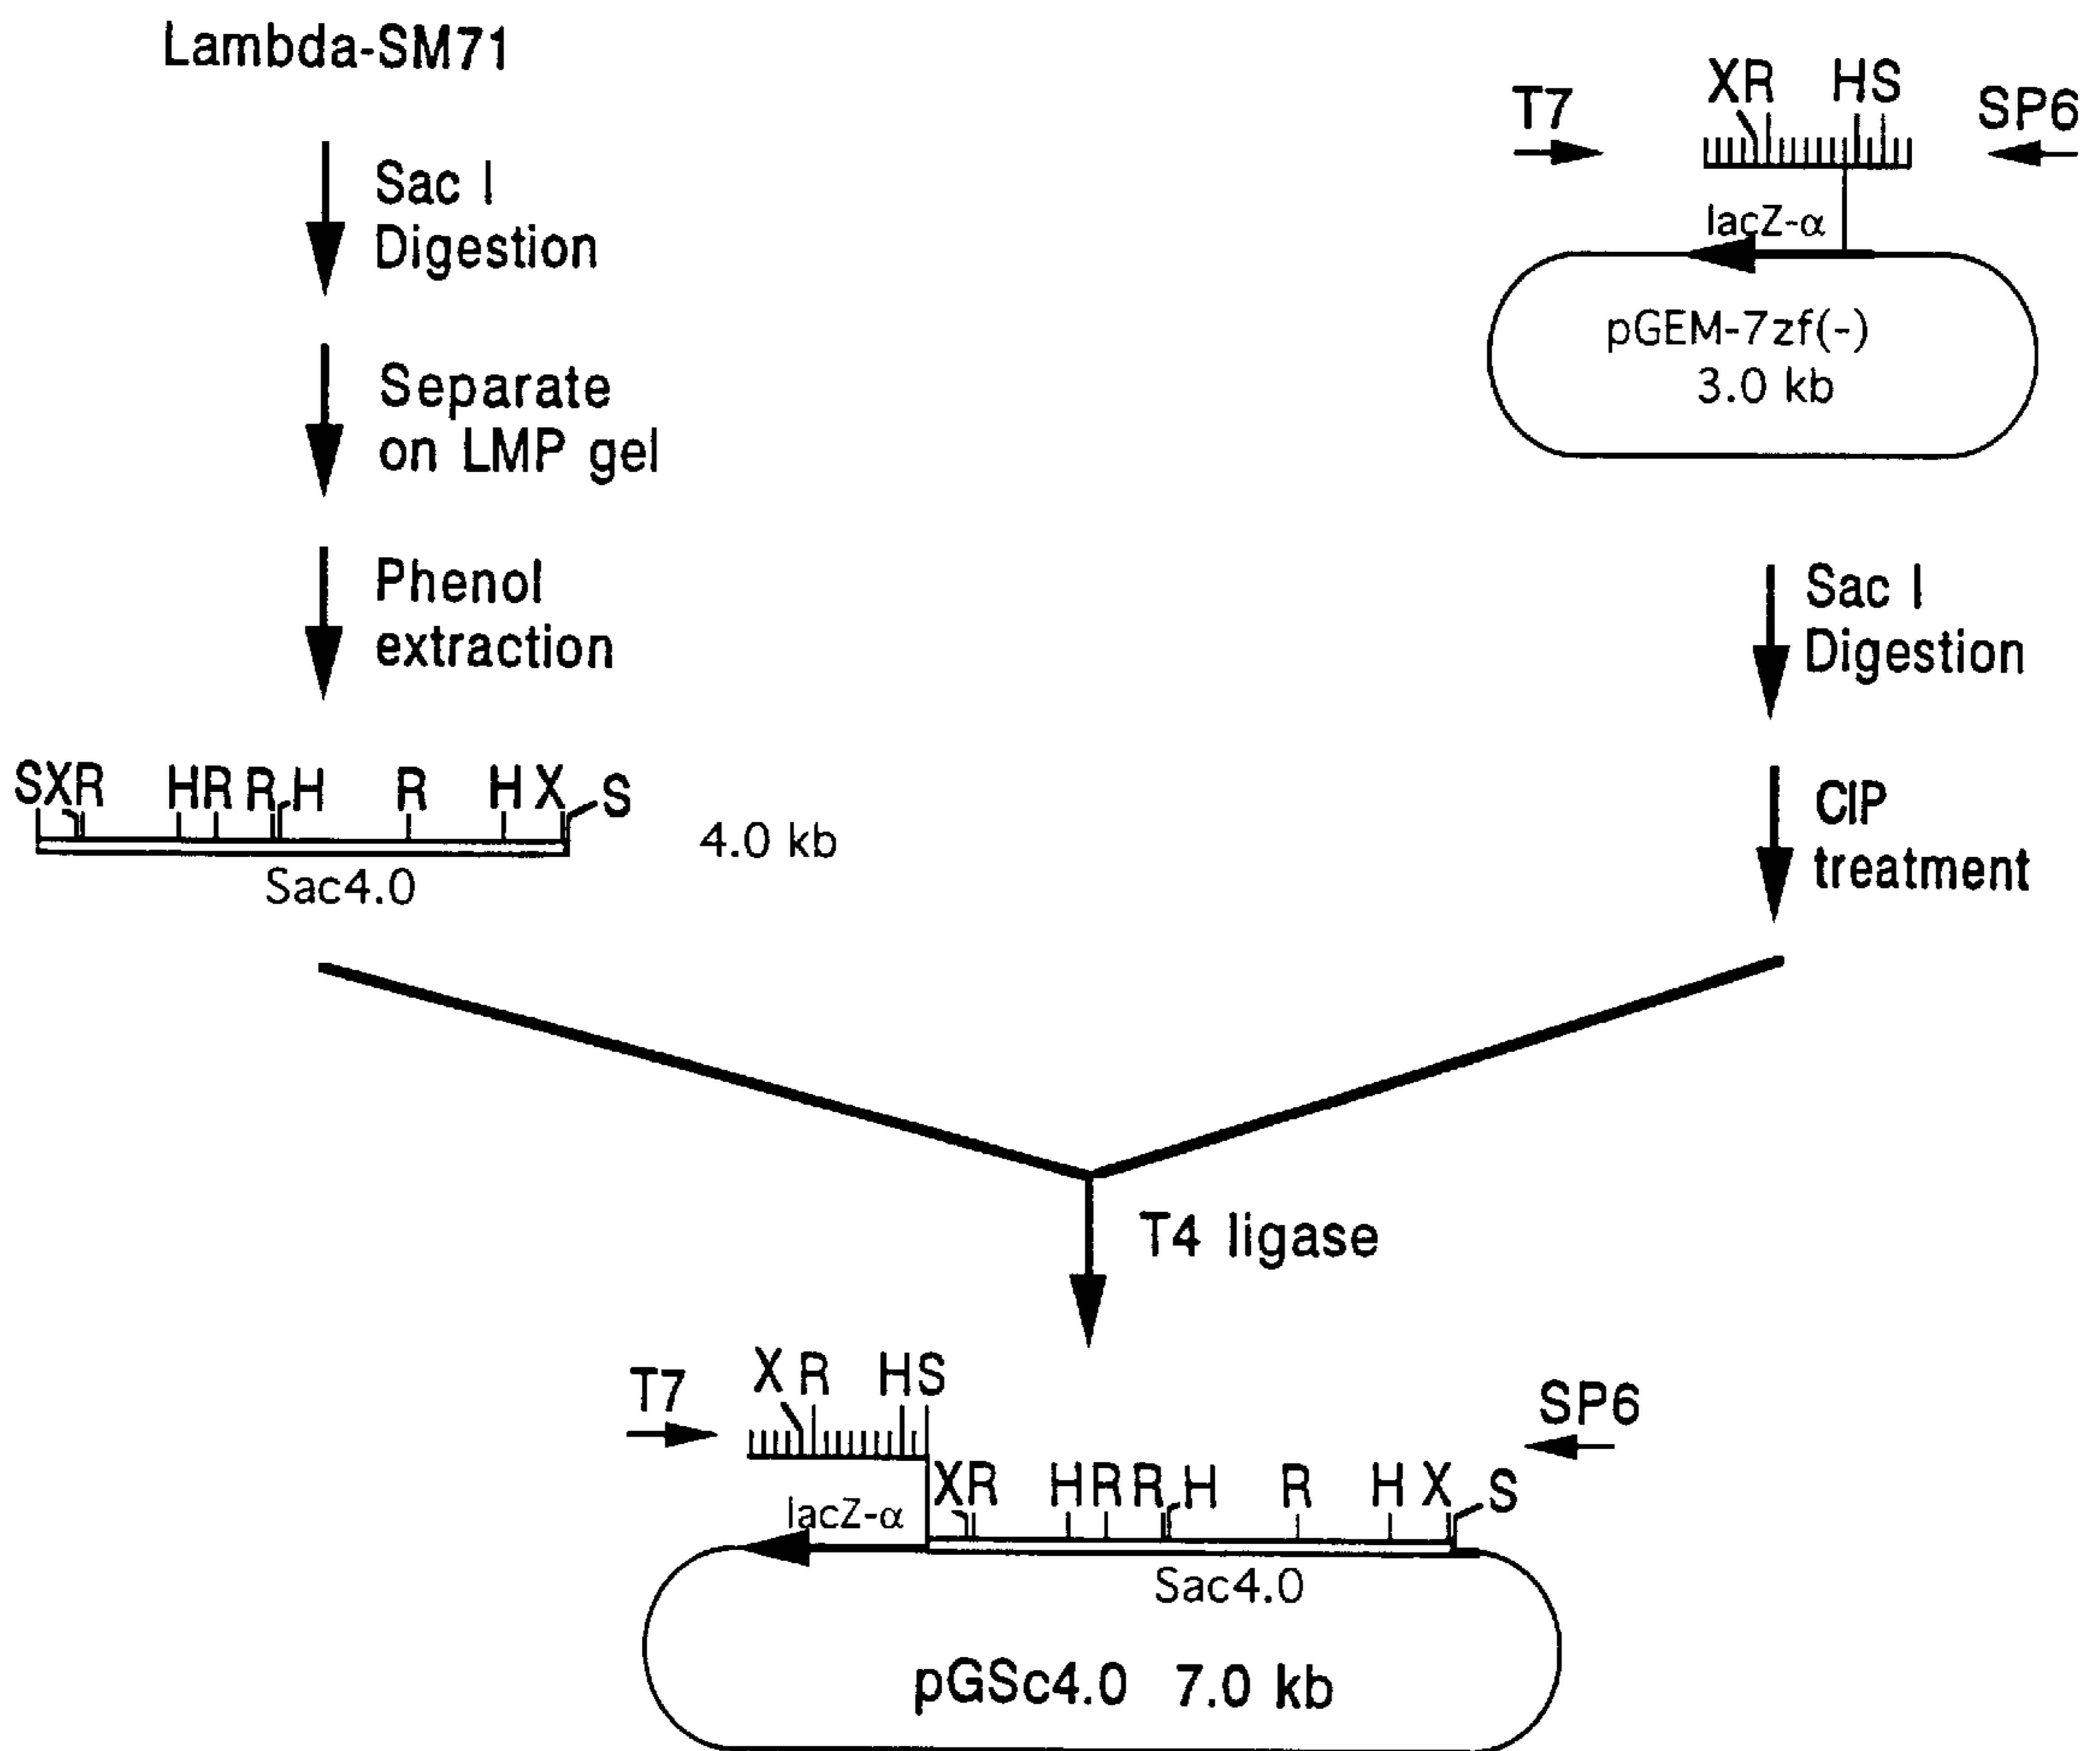 Lambda-SM71
Sac I
Digestion
Separate
on LMP gel
Phenol
extraction
SXR HR R H R H X S
4.0 kb
Sac4.0
T7 XR HS SP6
lacZ-α
pGEM-7zf(-)
3.0 kb
Sac I
Digestion
CIP
treatment
T4 ligase
T7 X R HS SP6
XR HR R H R H X S
lacZ-α
Sac4.0
pGSc4.0 7.0 kb